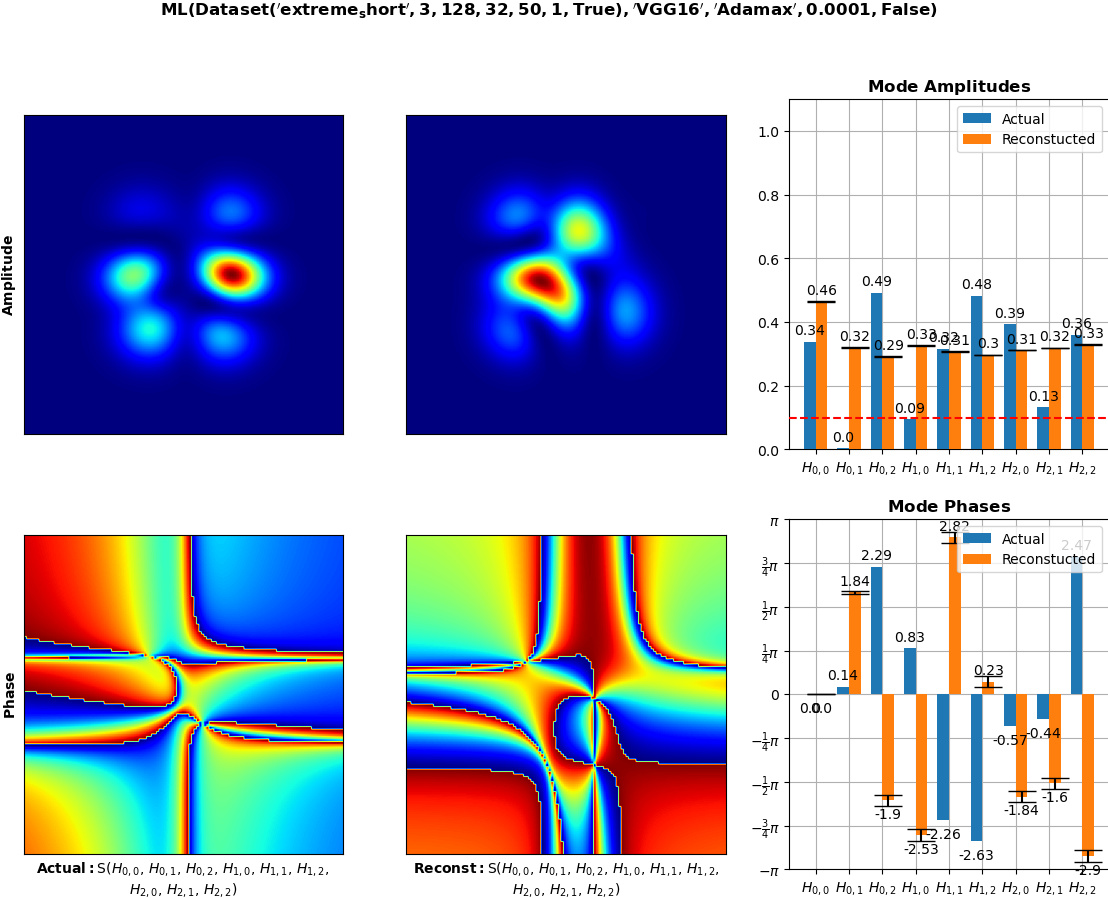 ML(Dataset('extreme_short', 3, 128, 32, 50, 1, True), 'VGG16', 'Adamax', 0.0001, False)
Mode Amplitudes
Amplitude
Actual
Reconstucted
1.0
0.8
0.6
0.4
0.2
0.0
0.34 0.46 0.0 0.32 0.49 0.29 0.09 0.33 0.32 0.31 0.48 0.3 0.39 0.31 0.13 0.32 0.36 0.33
H0,0 H0,1 H0,2 H1,0 H1,1 H1,2 H2,0 H2,1 H2,2
Mode Phases
Phase
Actual
Reconstucted
π
3/4π
1/2π
1/4π
0
−1/4π
−1/2π
−3/4π
−π
0.0 0.0 0.14 1.84 2.29 -1.9 0.83 -2.53 -2.26 2.82 -2.63 0.23 -0.57 -1.84 -0.44 -1.6 2.47 -2.9
H0,0 H0,1 H0,2 H1,0 H1,1 H1,2 H2,0 H2,1 H2,2
Actual: S(H0,0, H0,1, H0,2, H1,0, H1,1, H1,2,
H2,0, H2,1, H2,2)
Reconst: S(H0,0, H0,1, H0,2, H1,0, H1,1, H1,2,
H2,0, H2,1, H2,2)